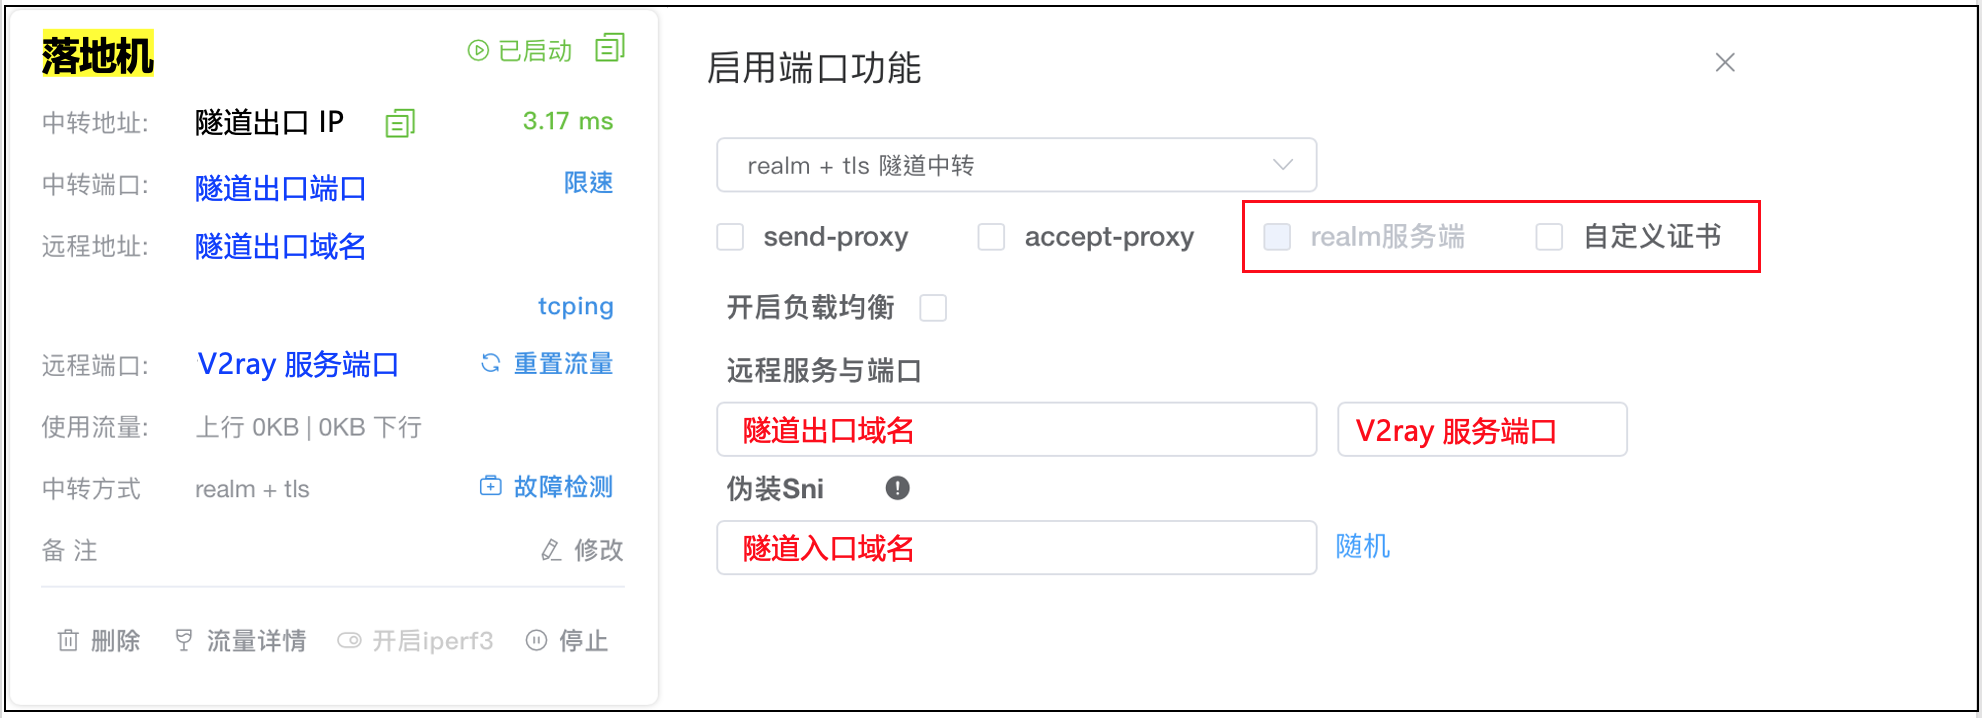 落地机
已启动
中转地址:
隧道出口 IP
3.17 ms
中转端口:
隧道出口端口
限速
远程地址:
隧道出口域名
tcping
远程端口:
V2ray 服务端口
重置流量
使用流量:
上行 0KB | 0KB 下行
中转方式
realm + tls
故障检测
备 注
修改
删除
流量详情
开启iperf3
停止
启用端口功能
realm + tls 隧道中转
send-proxy
accept-proxy
realm服务端
自定义证书
开启负载均衡
远程服务与端口
隧道出口域名
V2ray 服务端口
伪装Sni
隧道入口域名
随机